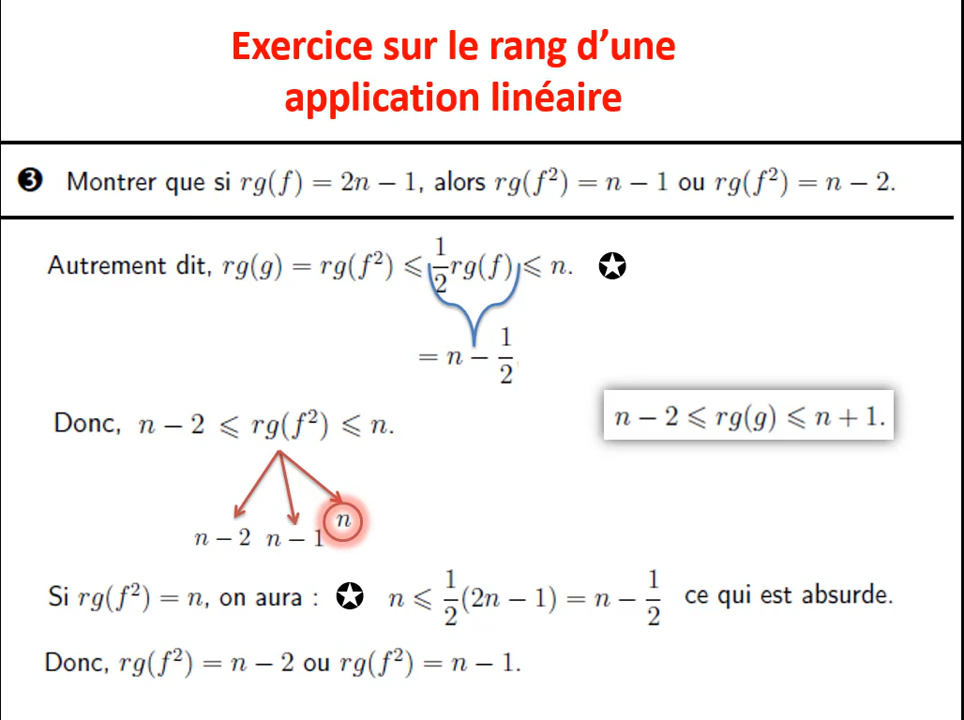 Exercice sur le rang d’une
application linéaire
❸ Montrer que si rg(f) = 2n − 1, alors rg(f²) = n − 1 ou rg(f²) = n − 2.
Autrement dit, rg(g) = rg(f²) ⩽ 1/2 rg(f) ⩽ n. ✪
= n − 1/2
Donc, n − 2 ⩽ rg(f²) ⩽ n.
n − 2 ⩽ rg(g) ⩽ n + 1.
n − 2 n − 1 n
Si rg(f²) = n, on aura : ✪ n ⩽ 1/2 (2n − 1) = n − 1/2 ce qui est absurde.
Donc, rg(f²) = n − 2 ou rg(f²) = n − 1.